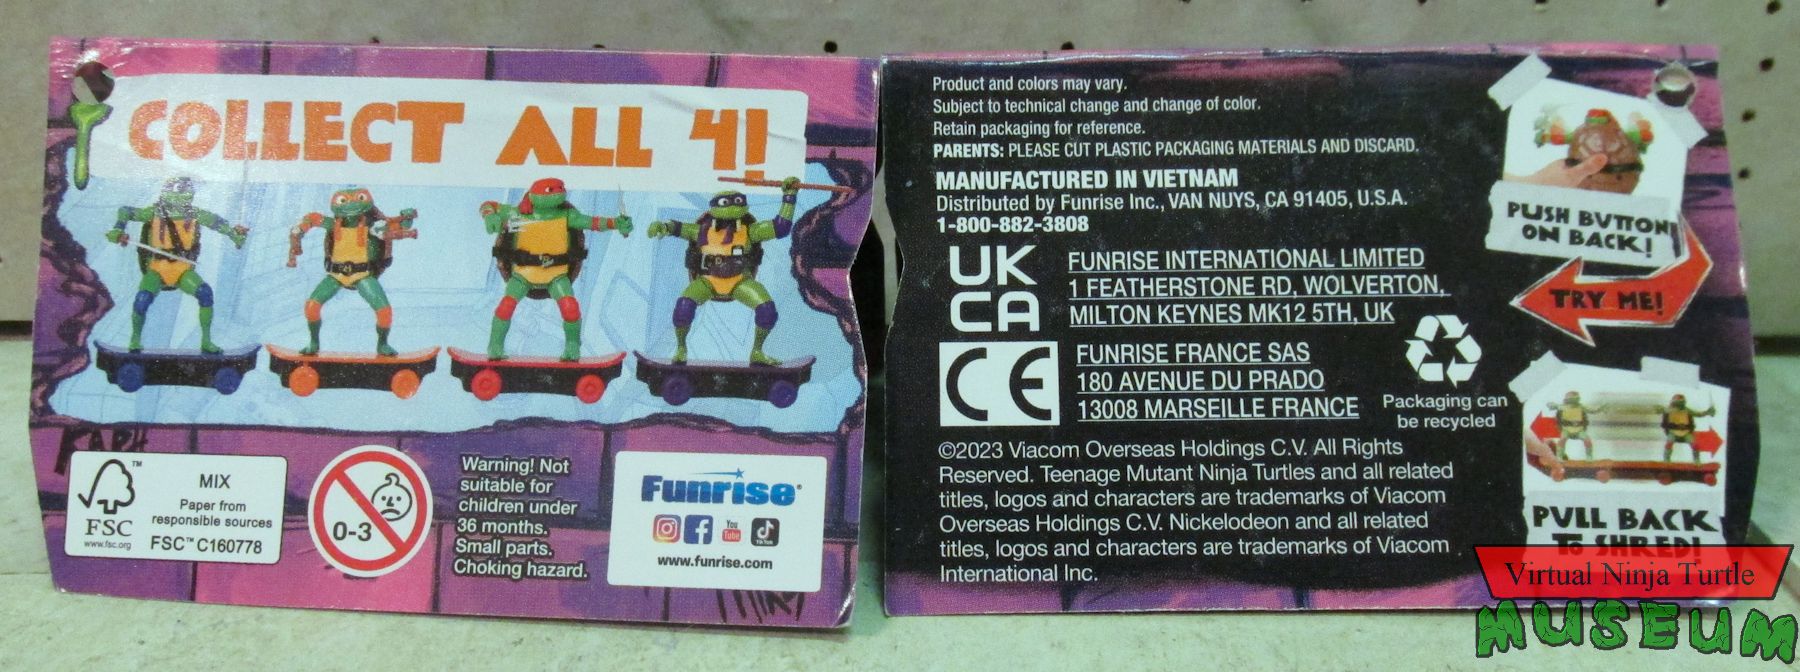 COLLECT ALL 4!
RAPH
FSC™
www.fsc.org
MIX
Paper from
responsible sources
FSC™ C160778
0-3
Warning! Not
suitable for
children under
36 months.
Small parts.
Choking hazard.
Funrise®
You
Tube
TikTok
www.funrise.com
Product and colors may vary.
Subject to technical change and change of color.
Retain packaging for reference.
PARENTS: PLEASE CUT PLASTIC PACKAGING MATERIALS AND DISCARD.
MANUFACTURED IN VIETNAM
Distributed by Funrise Inc., VAN NUYS, CA 91405, U.S.A.
1-800-882-3808
UK
CA
FUNRISE INTERNATIONAL LIMITED
1 FEATHERSTONE RD, WOLVERTON,
MILTON KEYNES MK12 5TH, UK
CE
FUNRISE FRANCE SAS
180 AVENUE DU PRADO
13008 MARSEILLE FRANCE
Packaging can
be recycled
©2023 Viacom Overseas Holdings C.V. All Rights
Reserved. Teenage Mutant Ninja Turtles and all related
titles, logos and characters are trademarks of Viacom
Overseas Holdings C.V. Nickelodeon and all related
titles, logos and characters are trademarks of Viacom
International Inc.
PUSH BUTTON
ON BACK!
TRY ME!
PULL BACK
TO SHRED!
Virtual Ninja Turtle
MUSEUM